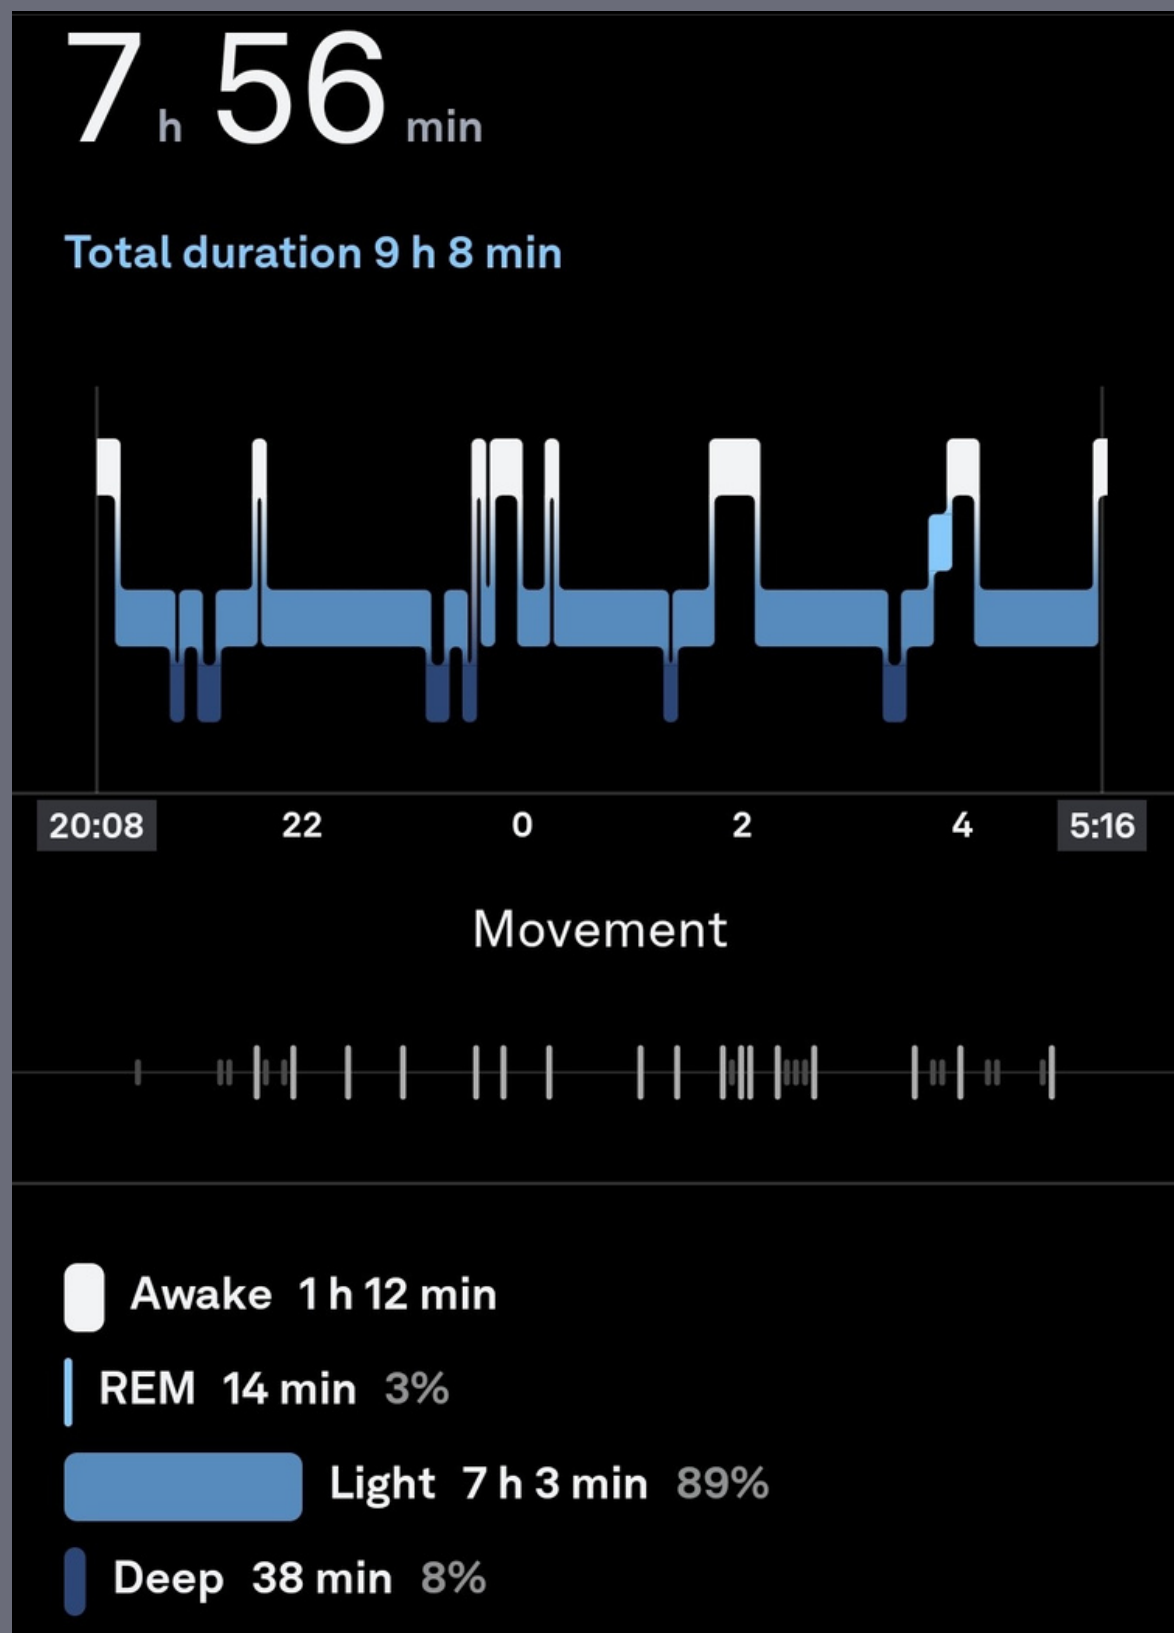 7 h 56 min
Total duration 9 h 8 min
20:08 22 0 2 4 5:16
Movement
Awake 1 h 12 min
REM 14 min 3%
Light 7 h 3 min 89%
Deep 38 min 8%